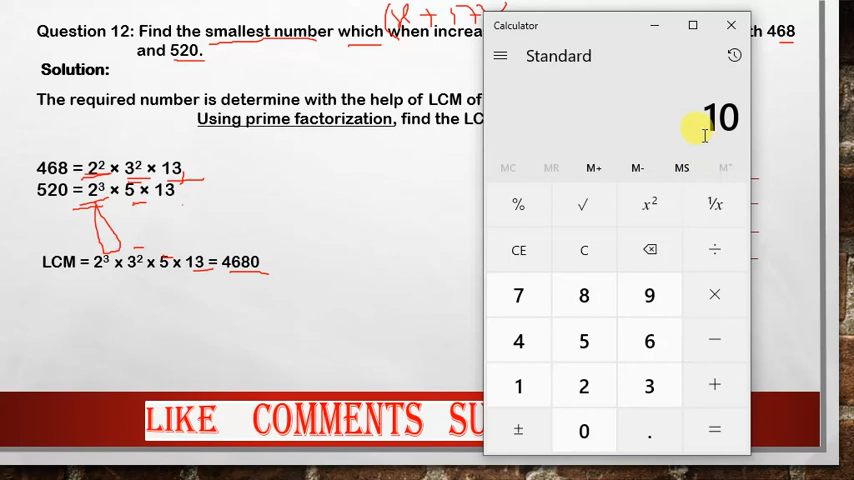 Question 12: Find the smallest number which when increa
h 468
and 520.
Solution:
The required number is determine with the help of LCM of
Using prime factorization, find the LC
468 = 2² × 3² × 13
520 = 2³ × 5 × 13
LCM = 2³ x 3² x 5 x 13 = 4680
LIKE COMMENTS SU
Calculator
Standard
10
MC MR M+ M- MS M˅
% √ x² ¹/x
CE C ÷
7 8 9 ×
4 5 6 −
1 2 3 +
± 0 . =